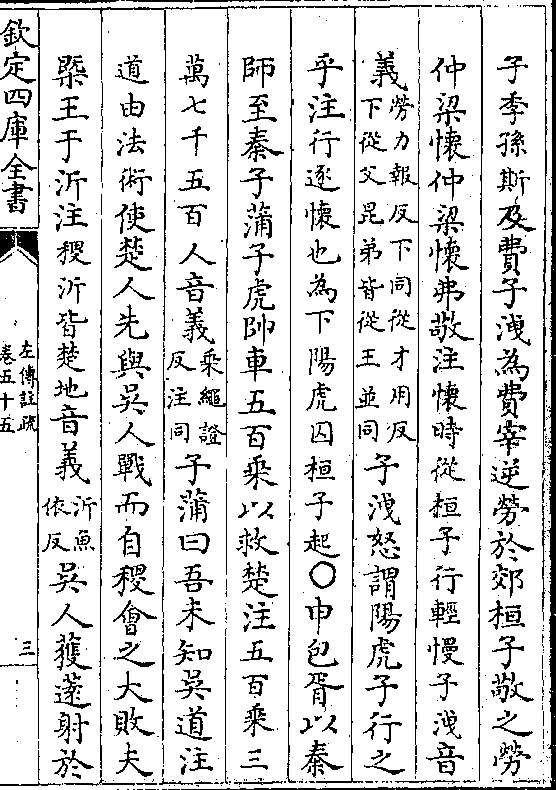 子季孫斯及費子洩為費宰逆勞於郊桓子敬之勞
仲梁懷仲梁懷弗敬注懷時從桓子行輕慢子洩音
義勞力報反下同從才用反下從父昆弟皆從王並同子洩怒謂陽虎子行之
乎注行逐懷也為下陽虎囚桓子起○申包胥以秦
師至秦子蒲子虎帥車五百乘以救楚注五百乘三
萬七千五百人音義乘繩證反注同子蒲曰吾未知吳道注
道由法術使楚人先與吳人戰而自稷會之大敗夫
槩王于沂注稷沂皆楚地音義沂魚依反吳人獲薳射於
欽定四庫全書
左傳註疏
卷五十五
三